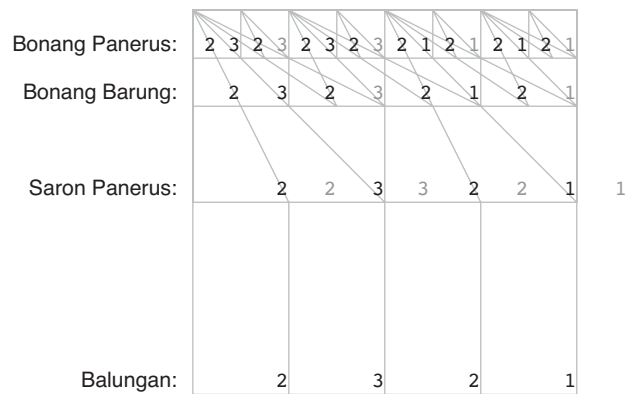 Bonang Panerus: 2 3 2 3 2 3 2 3 2 1 2 1 2 1 2 1
Bonang Barung: 2 3 2 3 2 1 2 1
Saron Panerus: 2 2 3 3 2 2 1 1
Balungan: 2 3 2 1